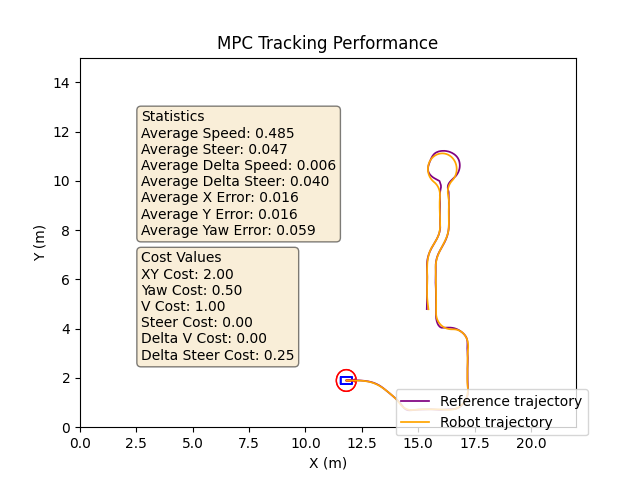 MPC Tracking Performance
Y (m)
14
12
10
8
6
4
2
0
Statistics
Average Speed: 0.485
Average Steer: 0.047
Average Delta Speed: 0.006
Average Delta Steer: 0.040
Average X Error: 0.016
Average Y Error: 0.016
Average Yaw Error: 0.059
Cost Values
XY Cost: 2.00
Yaw Cost: 0.50
V Cost: 1.00
Steer Cost: 0.00
Delta V Cost: 0.00
Delta Steer Cost: 0.25
Reference trajectory
Robot trajectory
0.0 2.5 5.0 7.5 10.0 12.5 15.0 17.5 20.0
X (m)